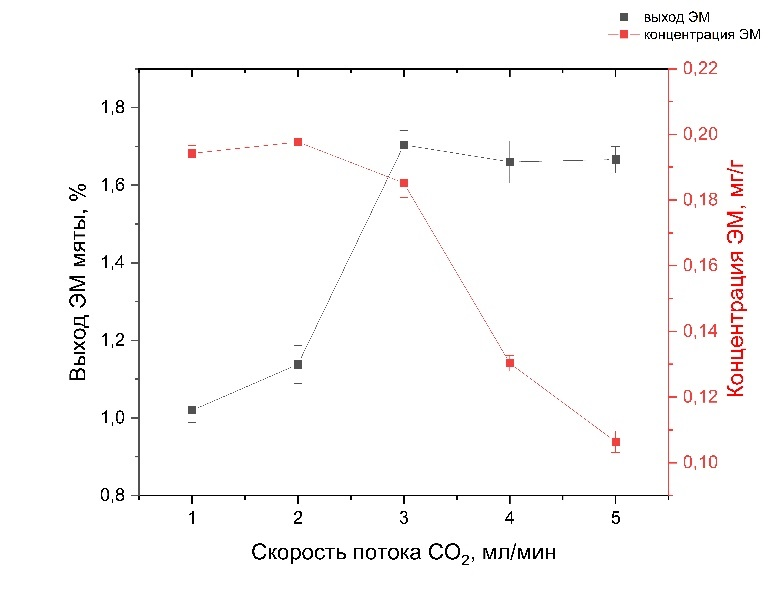 выход ЭМ
концентрация ЭМ
1,8
1,6
1,4
1,2
1,0
0,8
Выход ЭМ мяты, %
0,22
0,20
0,18
0,16
0,14
0,12
0,10
Концентрация ЭМ, мг/г
1 2 3 4 5
Скорость потока CO₂, мл/мин